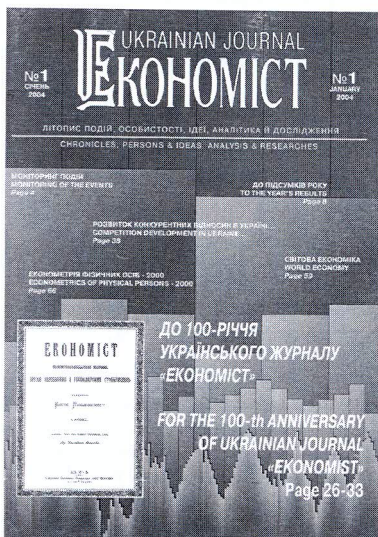 UKRAINIAN JOURNAL
ЕКОНОМІСТ
№1
СІЧЕНЬ
2004
№1
JANUARY
2004
ЛІТОПИС ПОДІЙ, ОСОБИСТОСТІ, ІДЕЇ, АНАЛІТИКА Й ДОСЛІДЖЕННЯ
CHRONICLES, PERSONS & IDEAS, ANALYSIS & RESEARCHES
МОНІТОРИНГ ПОДІЙ
MONITORING OF THE EVENTS
Page 4
ДО ПІДСУМКІВ РОКУ
TO THE YEAR'S RESULTS
Page 8
РОЗВИТОК КОНКУРЕНТНИХ ВІДНОСИН В УКРАЇНІ
COMPETITION DEVELOPMENT IN UKRAINE
Page 38
СВІТОВА ЕКОНОМІКА
WORLD ECONOMY
Page 53
ЕКОНОМЕТРІЯ ФІЗИЧНИХ ОСІБ - 2000
ECONOMETRICS OF PHYSICAL PERSONS - 2000
Page 66
ЕКОНОМІСТ
ДО 100-РІЧЧЯ
УКРАЇНСЬКОГО ЖУРНАЛУ
«ЕКОНОМІСТ»
FOR THE 100-th ANNIVERSARY
OF UKRAINIAN JOURNAL
«EKONOMIST»
Page 26-33